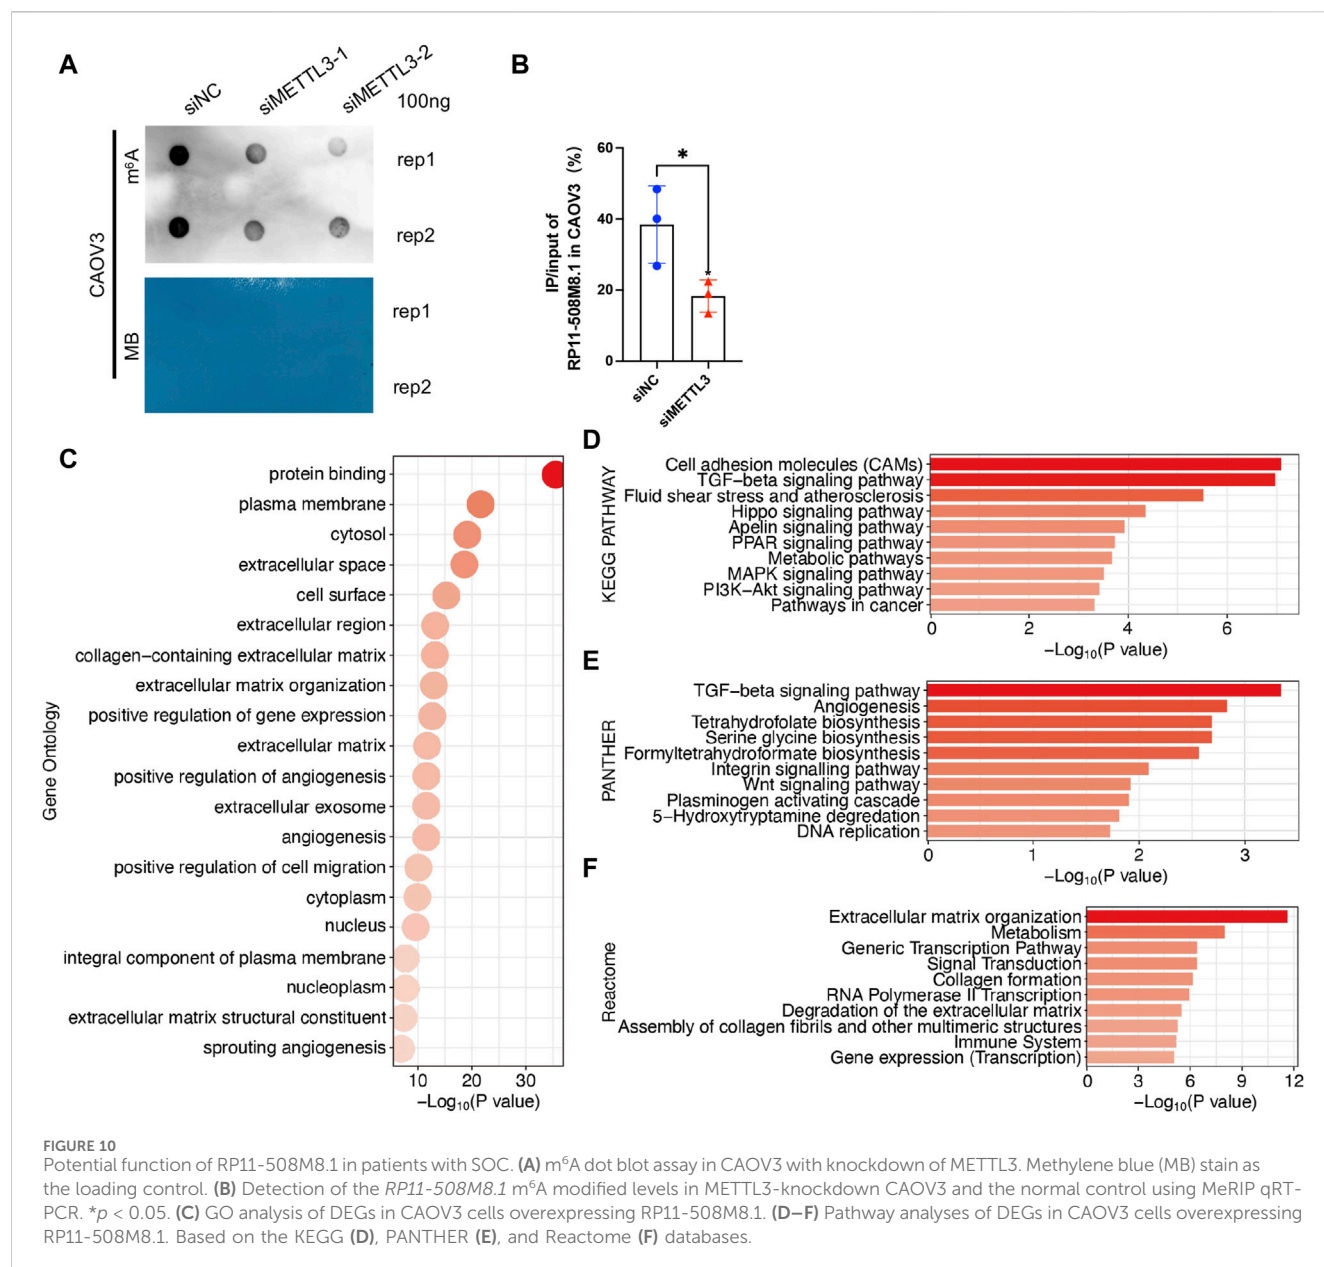 A
siNC
siMETTL3-1
siMETTL3-2
100ng
CAOV3
m⁶A
rep1
rep2
MB
rep1
rep2
B
IP/input of
RP11-508M8.1 in CAOV3 (%)
60
40
20
0
*
*
siNC
siMETTL3
C
Gene Ontology
protein binding
plasma membrane
cytosol
extracellular space
cell surface
extracellular region
collagen−containing extracellular matrix
extracellular matrix organization
positive regulation of gene expression
extracellular matrix
positive regulation of angiogenesis
extracellular exosome
angiogenesis
positive regulation of cell migration
cytoplasm
nucleus
integral component of plasma membrane
nucleoplasm
extracellular matrix structural constituent
sprouting angiogenesis
10 20 30
−Log₁₀(P value)
D
KEGG PATHWAY
Cell adhesion molecules (CAMs)
TGF−beta signaling pathway
Fluid shear stress and atherosclerosis
Hippo signaling pathway
Apelin signaling pathway
PPAR signaling pathway
Metabolic pathways
MAPK signaling pathway
PI3K−Akt signaling pathway
Pathways in cancer
0 2 4 6
−Log₁₀(P value)
E
PANTHER
TGF−beta signaling pathway
Angiogenesis
Tetrahydrofolate biosynthesis
Serine glycine biosynthesis
Formyltetrahydroformate biosynthesis
Integrin signalling pathway
Wnt signaling pathway
Plasminogen activating cascade
5−Hydroxytryptamine degredation
DNA replication
0 1 2 3
−Log₁₀(P value)
F
Reactome
Extracellular matrix organization
Metabolism
Generic Transcription Pathway
Signal Transduction
Collagen formation
RNA Polymerase II Transcription
Degradation of the extracellular matrix
Assembly of collagen fibrils and other multimeric structures
Immune System
Gene expression (Transcription)
0 3 6 9 12
−Log₁₀(P value)
FIGURE 10
Potential function of RP11-508M8.1 in patients with SOC. (A) m⁶A dot blot assay in CAOV3 with knockdown of METTL3. Methylene blue (MB) stain as
the loading control. (B) Detection of the RP11-508M8.1 m⁶A modified levels in METTL3-knockdown CAOV3 and the normal control using MeRIP qRT-
PCR. *p < 0.05. (C) GO analysis of DEGs in CAOV3 cells overexpressing RP11-508M8.1. (D–F) Pathway analyses of DEGs in CAOV3 cells overexpressing
RP11-508M8.1. Based on the KEGG (D), PANTHER (E), and Reactome (F) databases.